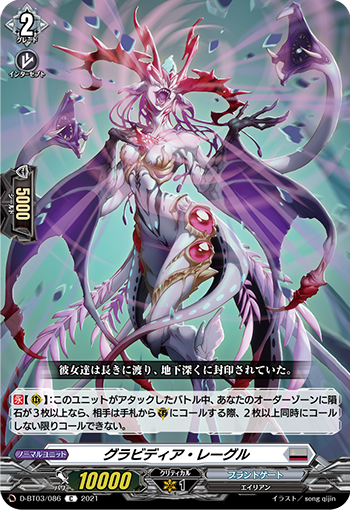 2
グレード
インターセプト
5000
シールド
彼女達は長きに渡り、地下深くに封印されていた。
永【R】:このユニットがアタックしたバトル中、あなたのオーダーゾーンに隕
石が3枚以上なら、相手は手札からGにコールする際、2枚以上同時にコール
しない限りコールできない。
ノーマルユニット
グラビディア・レーグル
パワー
10000
クリティカル
1
ブラントゲート
エイリアン
D-BT03/086 C 2021
イラスト/song qijin